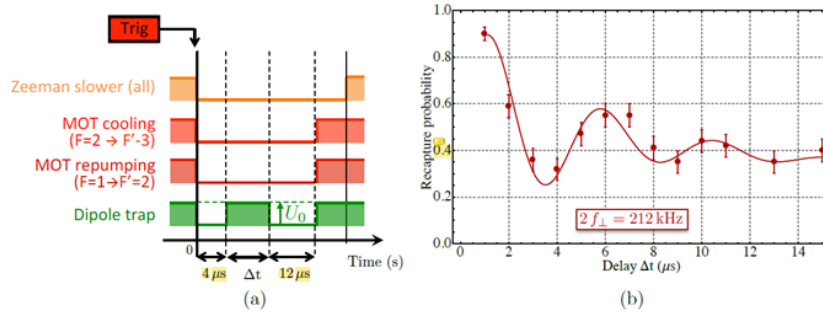 Trig
Zeeman slower (all)
MOT cooling
(F=2 → F'-3)
MOT repumping
(F=1→F'=2)
Dipole trap
U₀
0
Time (s)
4 μs
Δt
12 μs
(a)
Recapture probability
1.0
0.8
0.6
0.4
0.2
0.0
2 f⊥ = 212 kHz
0 2 4 6 8 10 12 14
Delay Δt (μs)
(b)